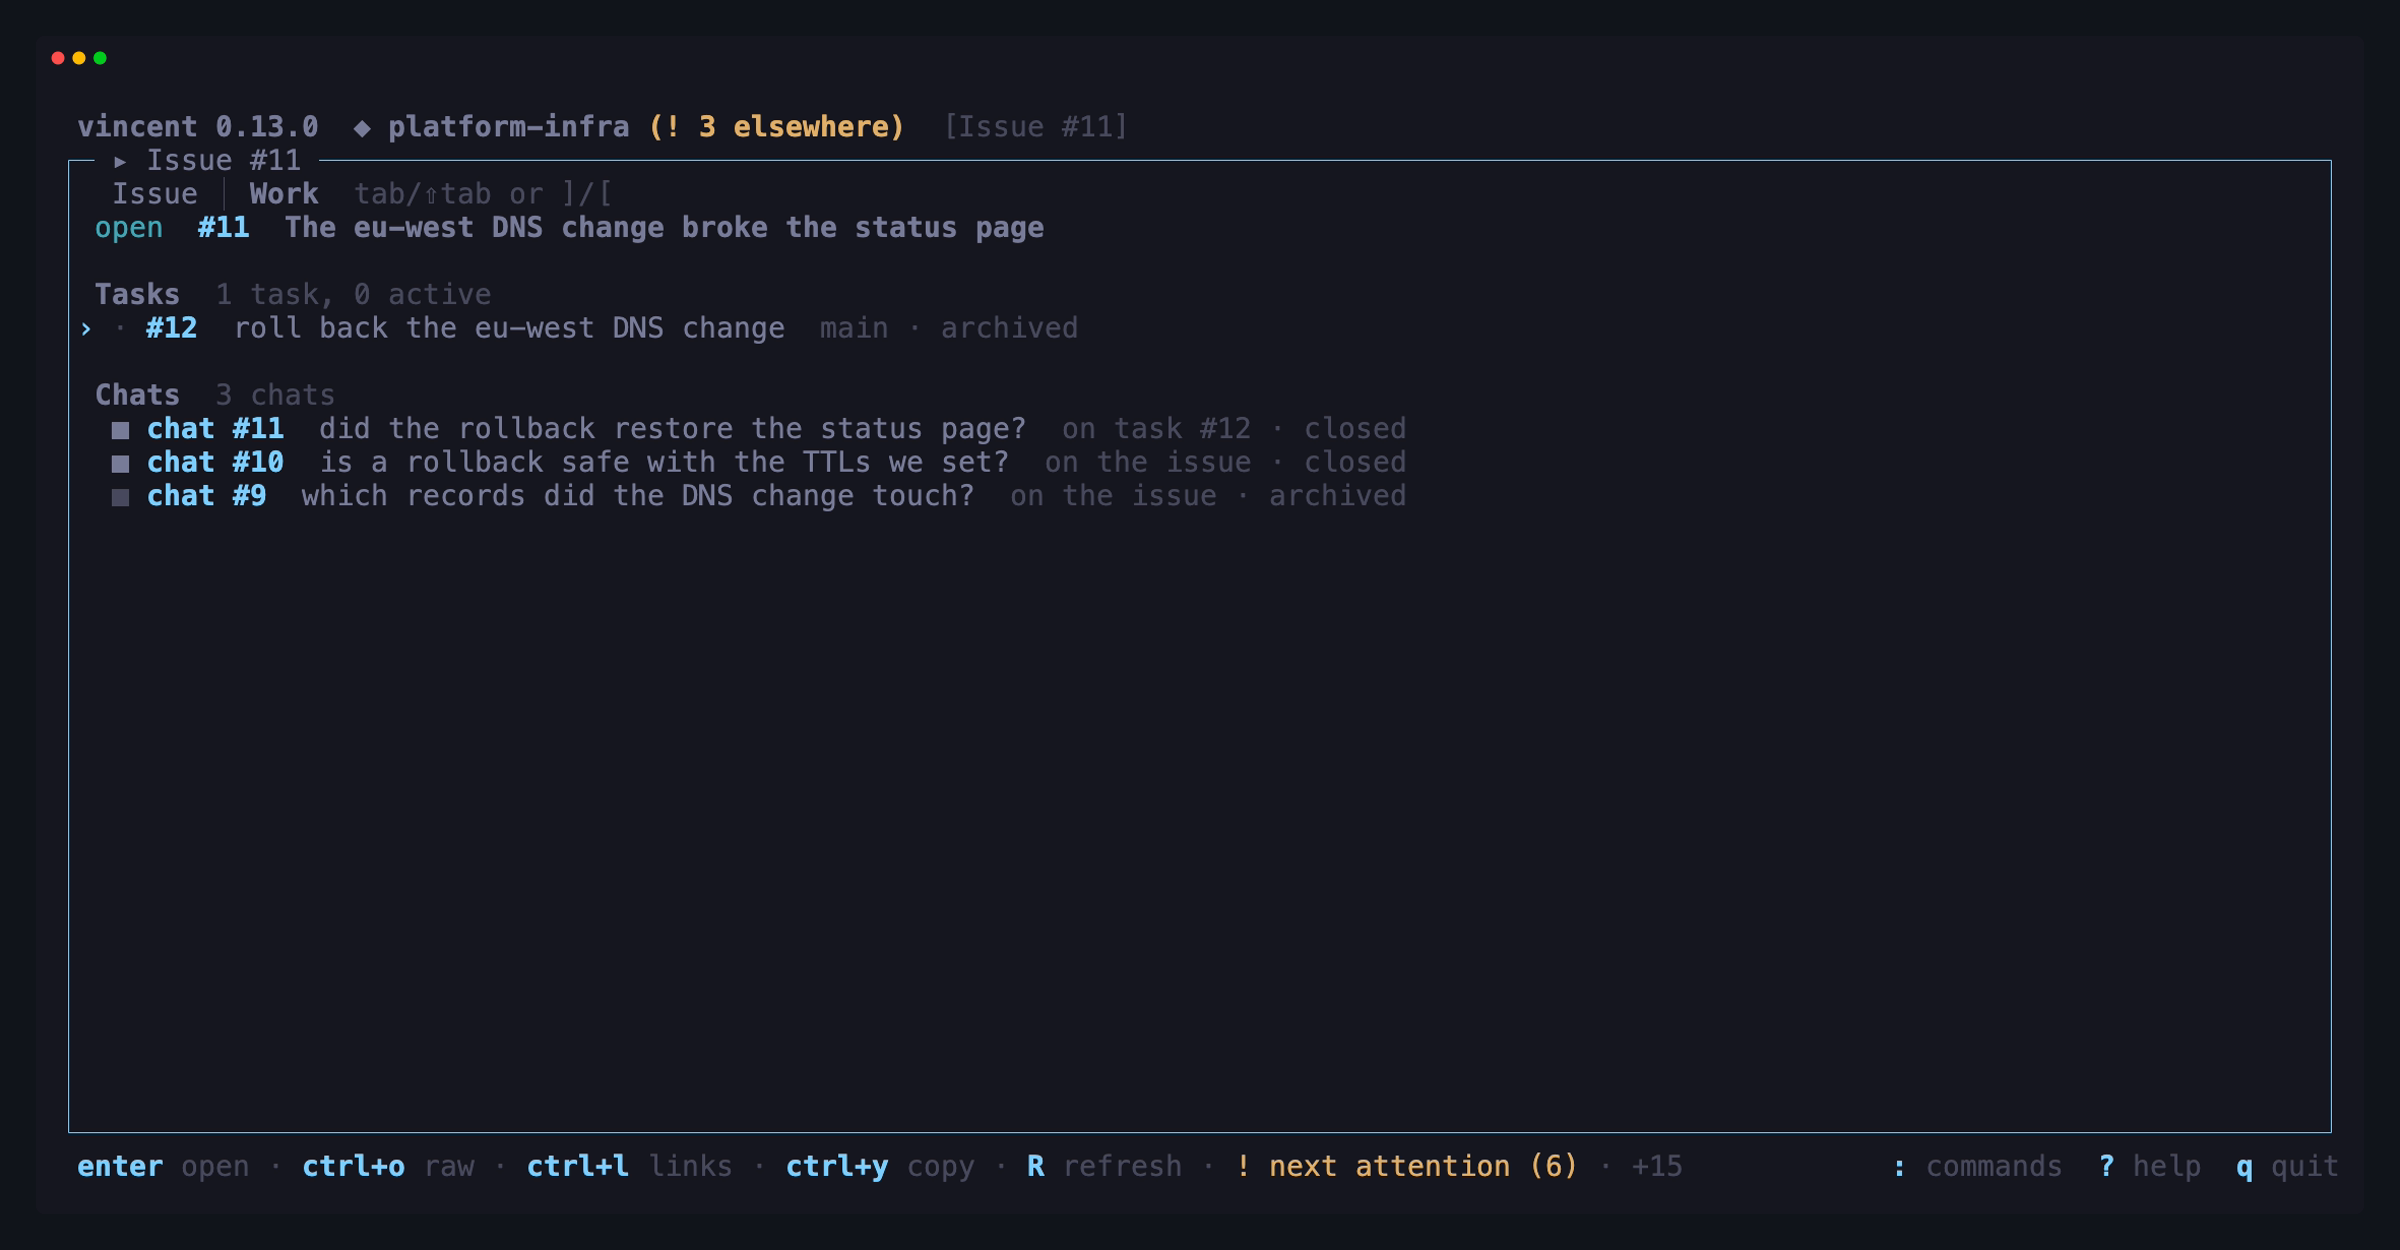 vincent 0.13.0  ◆ platform-infra (! 3 elsewhere)  [Issue #11]
▸ Issue #11
Issue │ Work  tab/⇧tab or ]/[
open  #11  The eu-west DNS change broke the status page
Tasks  1 task, 0 active
› · #12  roll back the eu-west DNS change  main · archived
Chats  3 chats
■ chat #11  did the rollback restore the status page?  on task #12 · closed
■ chat #10  is a rollback safe with the TTLs we set?  on the issue · closed
■ chat #9  which records did the DNS change touch?  on the issue · archived
enter open · ctrl+o raw · ctrl+l links · ctrl+y copy · R refresh · ! next attention (6) · +15  : commands  ? help  q quit